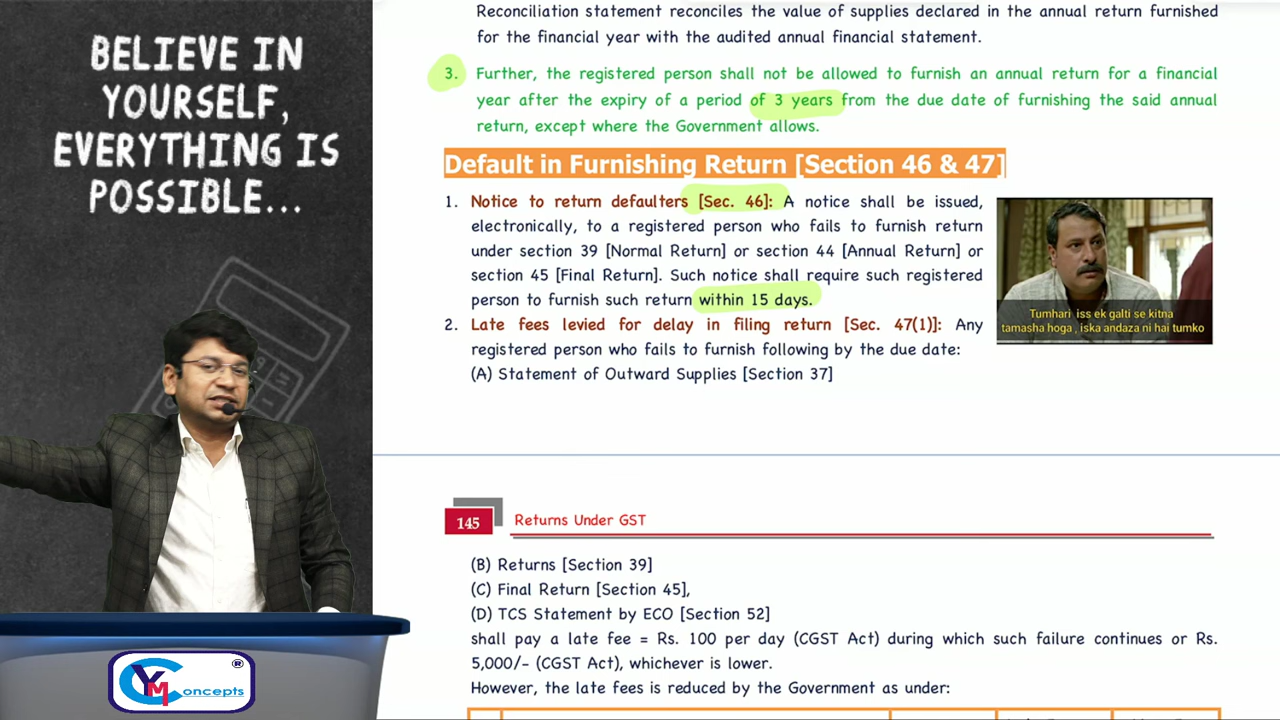 BELIEVE IN
YOURSELF,
EVERYTHING IS
POSSIBLE...
Reconciliation statement reconciles the value of supplies declared in the annual return furnished
for the financial year with the audited annual financial statement.
3. Further, the registered person shall not be allowed to furnish an annual return for a financial
year after the expiry of a period of 3 years from the due date of furnishing the said annual
return, except where the Government allows.
Default in Furnishing Return [Section 46 & 47]
1. Notice to return defaulters [Sec. 46]: A notice shall be issued,
electronically, to a registered person who fails to furnish return
under section 39 [Normal Return] or section 44 [Annual Return] or
section 45 [Final Return]. Such notice shall require such registered
person to furnish such return within 15 days.
Tumhari iss ek galti se kitna
tamasha hoga , iska andaza ni hai tumko
2. Late fees levied for delay in filing return [Sec. 47(1)]: Any
registered person who fails to furnish following by the due date:
(A) Statement of Outward Supplies [Section 37]
145 Returns Under GST
(B) Returns [Section 39]
(C) Final Return [Section 45],
(D) TCS Statement by ECO [Section 52]
shall pay a late fee = Rs. 100 per day (CGST Act) during which such failure continues or Rs.
5,000/- (CGST Act), whichever is lower.
However, the late fees is reduced by the Government as under:
YM Concepts ®